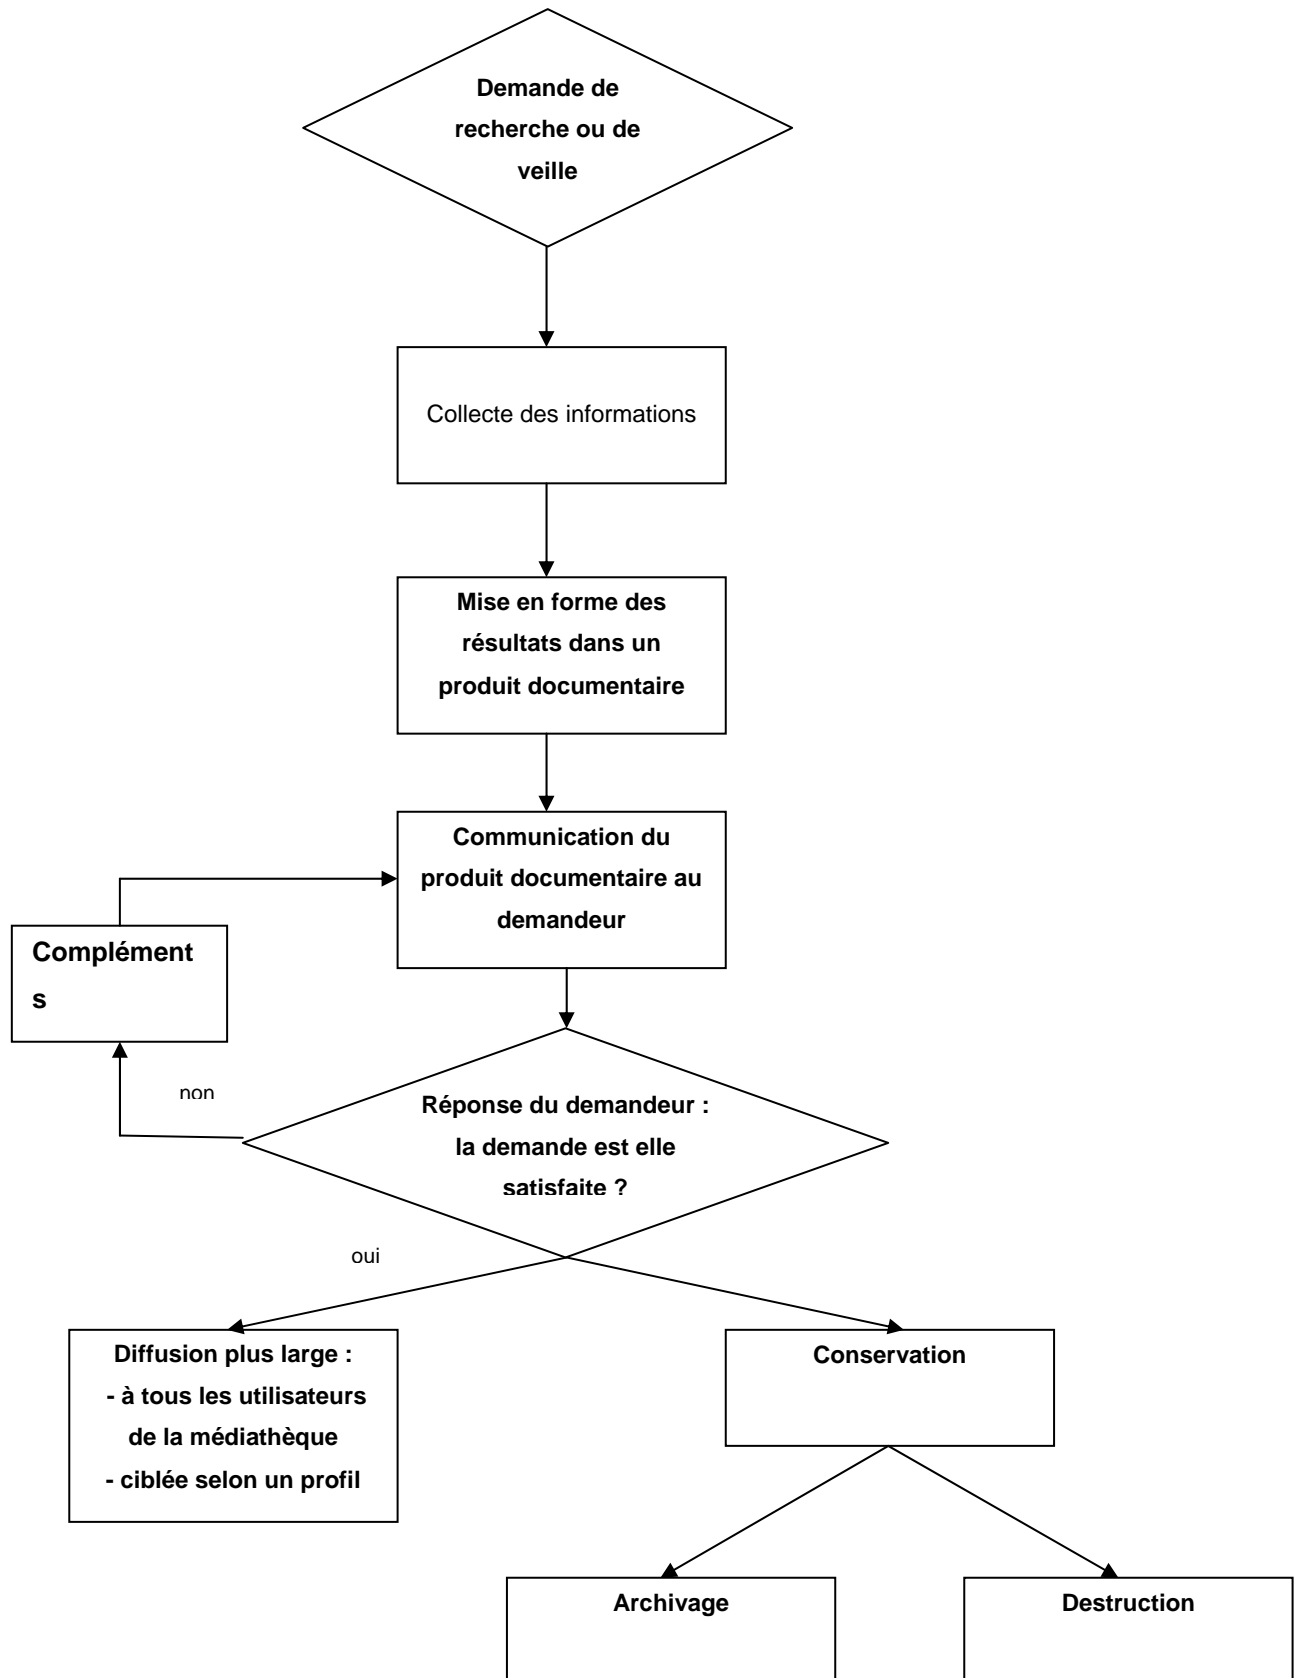 Demande de
recherche ou de
veille
Collecte des informations
Mise en forme des
résultats dans un
produit documentaire
Communication du
produit documentaire au
demandeur
Complément
s
non
Réponse du demandeur :
la demande est elle
satisfaite ?
oui
Diffusion plus large :
- à tous les utilisateurs
de la médiathèque
- ciblée selon un profil
Conservation
Archivage
Destruction